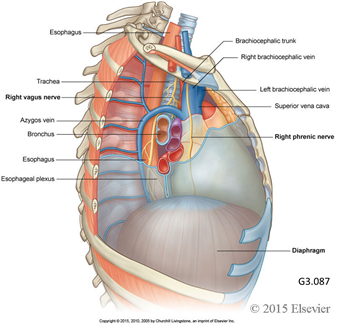 Esophagus
Brachiocephalic trunk
Right brachiocephalic vein
Trachea
Left brachiocephalic vein
Right vagus nerve
Superior vena cava
Azygos vein
Bronchus
Right phrenic nerve
Esophagus
Esophageal plexus
Diaphragm
G3.087
© 2015 Elsevier
Copyright © 2015, 2010, 2005 by Churchill Livingstone, an imprint of Elsevier Inc.